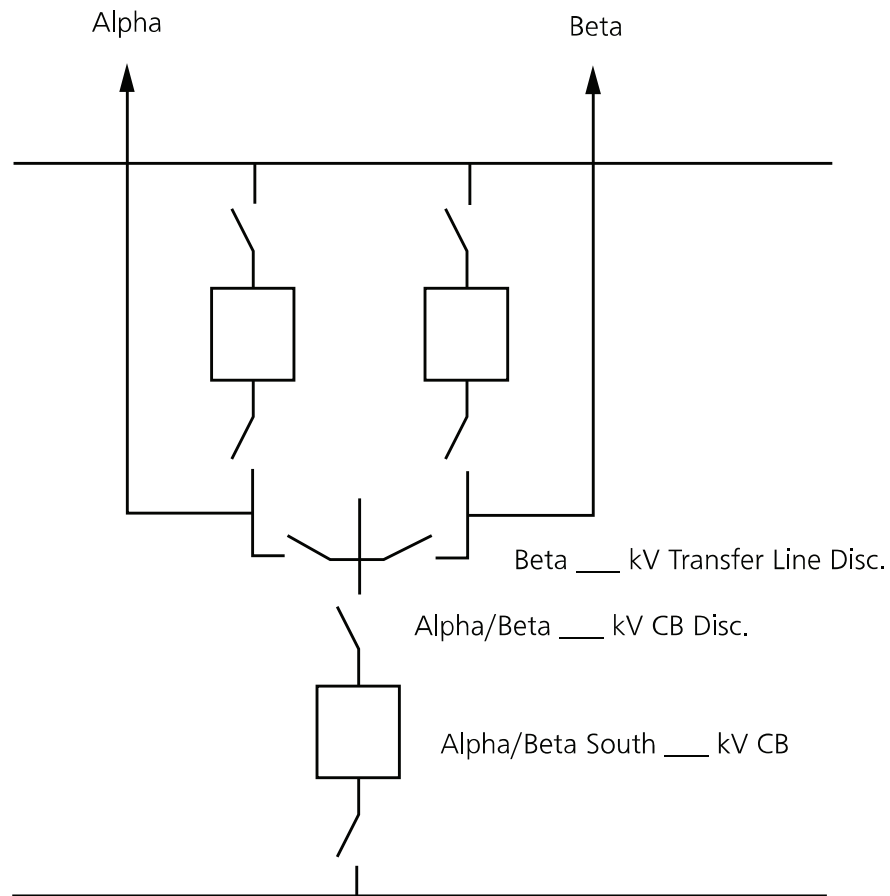 Alpha
Beta
Beta ___ kV Transfer Line Disc.
Alpha/Beta ___ kV CB Disc.
Alpha/Beta South ___ kV CB